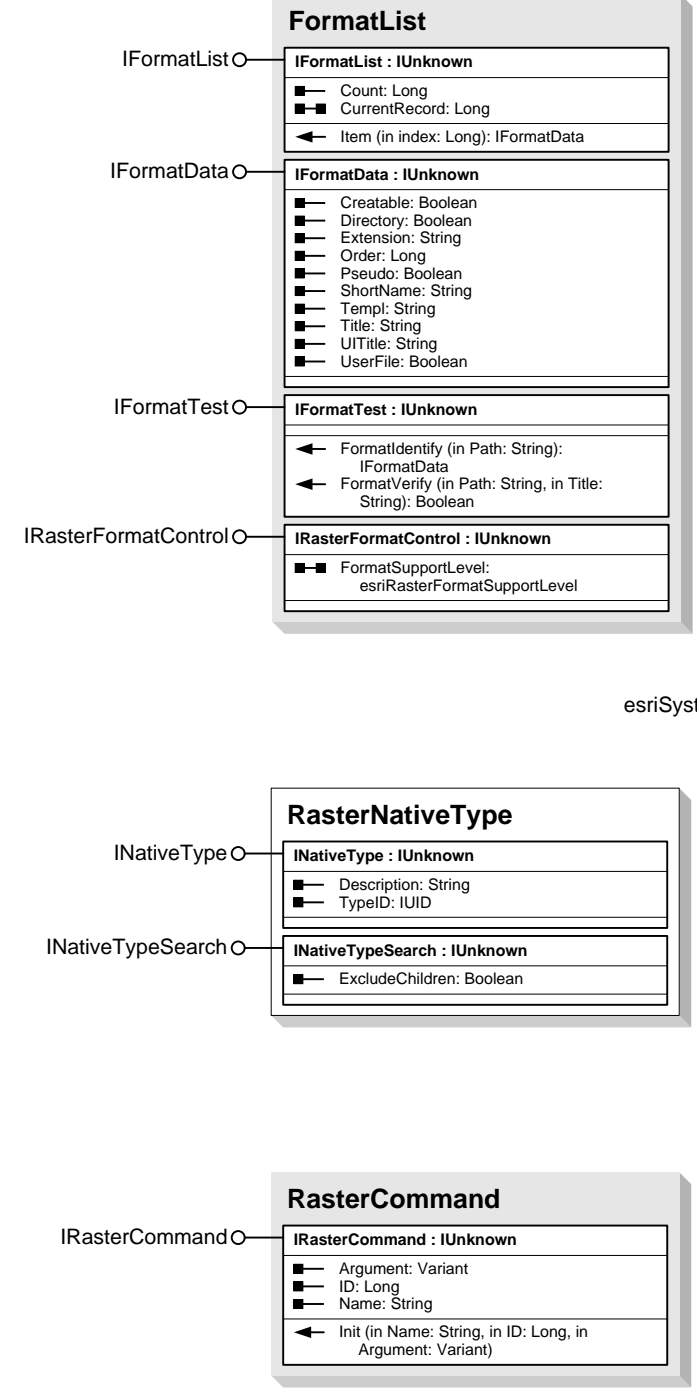 FormatList
IFormatList
IFormatList : IUnknown
Count: Long
CurrentRecord: Long
Item (in index: Long): IFormatData
IFormatData
IFormatData : IUnknown
Creatable: Boolean
Directory: Boolean
Extension: String
Order: Long
Pseudo: Boolean
ShortName: String
Templ: String
Title: String
UITitle: String
UserFile: Boolean
IFormatTest
IFormatTest : IUnknown
FormatIdentify (in Path: String):
IFormatData
FormatVerify (in Path: String, in Title:
String): Boolean
IRasterFormatControl
IRasterFormatControl : IUnknown
FormatSupportLevel:
esriRasterFormatSupportLevel
esriSyst
RasterNativeType
INativeType
INativeType : IUnknown
Description: String
TypeID: IUID
INativeTypeSearch
INativeTypeSearch : IUnknown
ExcludeChildren: Boolean
RasterCommand
IRasterCommand
IRasterCommand : IUnknown
Argument: Variant
ID: Long
Name: String
Init (in Name: String, in ID: Long, in
Argument: Variant)